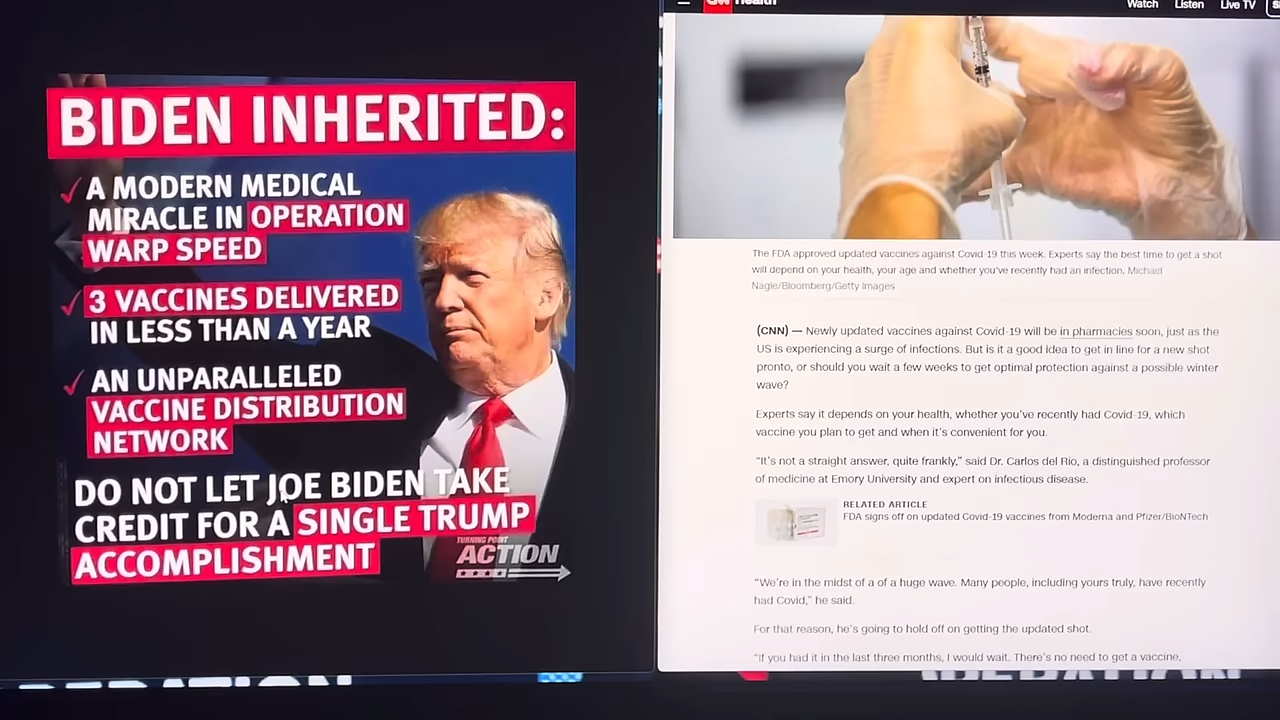 BIDEN INHERITED:
✓ A MODERN MEDICAL
MIRACLE IN OPERATION
WARP SPEED
✓ 3 VACCINES DELIVERED
IN LESS THAN A YEAR
✓ AN UNPARALLELED
VACCINE DISTRIBUTION
NETWORK
DO NOT LET JOE BIDEN TAKE
CREDIT FOR A SINGLE TRUMP
ACCOMPLISHMENT
TURNING POINT
ACTION
CNN Health
Watch Listen Live TV
The FDA approved updated vaccines against Covid-19 this week. Experts say the best time to get a shot
will depend on your health, your age and whether you've recently had an infection. Michael
Nagle/Bloomberg/Getty Images
(CNN) — Newly updated vaccines against Covid-19 will be in pharmacies soon, just as the
US is experiencing a surge of infections. But is it a good idea to get in line for a new shot
pronto, or should you wait a few weeks to get optimal protection against a possible winter
wave?
Experts say it depends on your health, whether you've recently had Covid-19, which
vaccine you plan to get and when it's convenient for you.
"It's not a straight answer, quite frankly," said Dr. Carlos del Rio, a distinguished professor
of medicine at Emory University and expert on infectious disease.
RELATED ARTICLE
FDA signs off on updated Covid-19 vaccines from Moderna and Pfizer/BioNTech
"We're in the midst of a of a huge wave. Many people, including yours truly, have recently
had Covid," he said.
For that reason, he's going to hold off on getting the updated shot.
"If you had it in the last three months, I would wait. There's no need to get a vaccine,